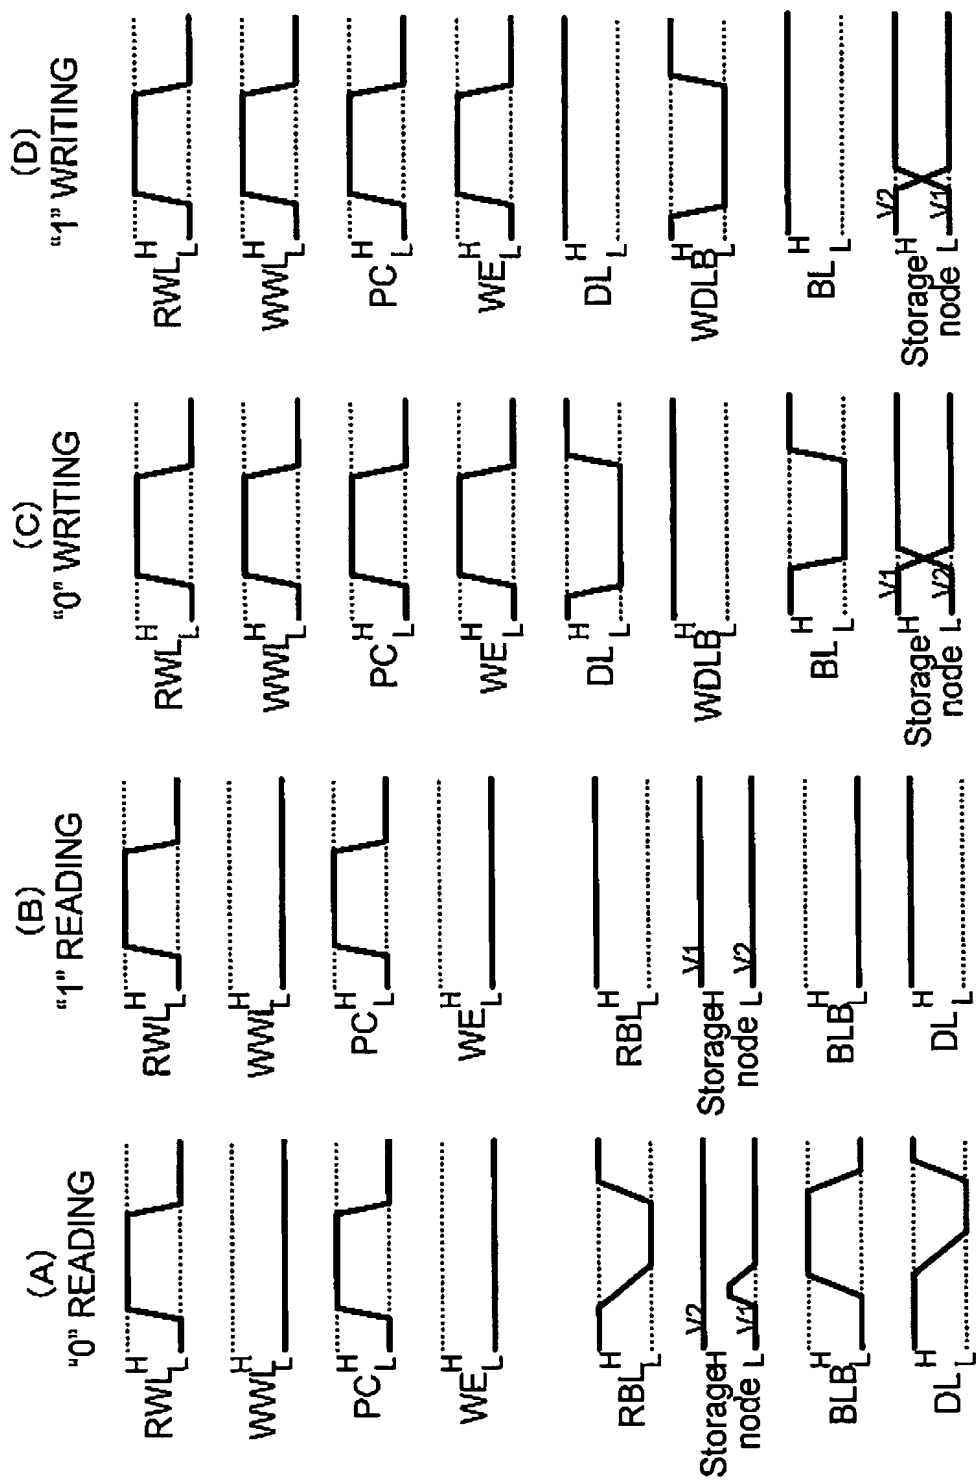 (A)
"0" READING
H
RWL L
H
WWL L
H
PC L
H
WE L
H
RBL L
V2
Storage H
V1
node L
H
BLB L
H
DL L
(B)
"1" READING
H
RWL L
H
WWL L
H
PC L
H
WE L
H
RBL L
V1
Storage H
V2
node L
H
BLB L
H
DL L
(C)
"0" WRITING
H
RWL L
H
WWL L
H
PC L
H
WE L
H
DL L
H
WDLB L
H
BL L
V1
Storage H
V2
node L
(D)
"1" WRITING
H
RWL L
H
WWL L
H
PC L
H
WE L
H
DL L
H
WDLB L
H
BL L
V2
Storage H
V1
node L